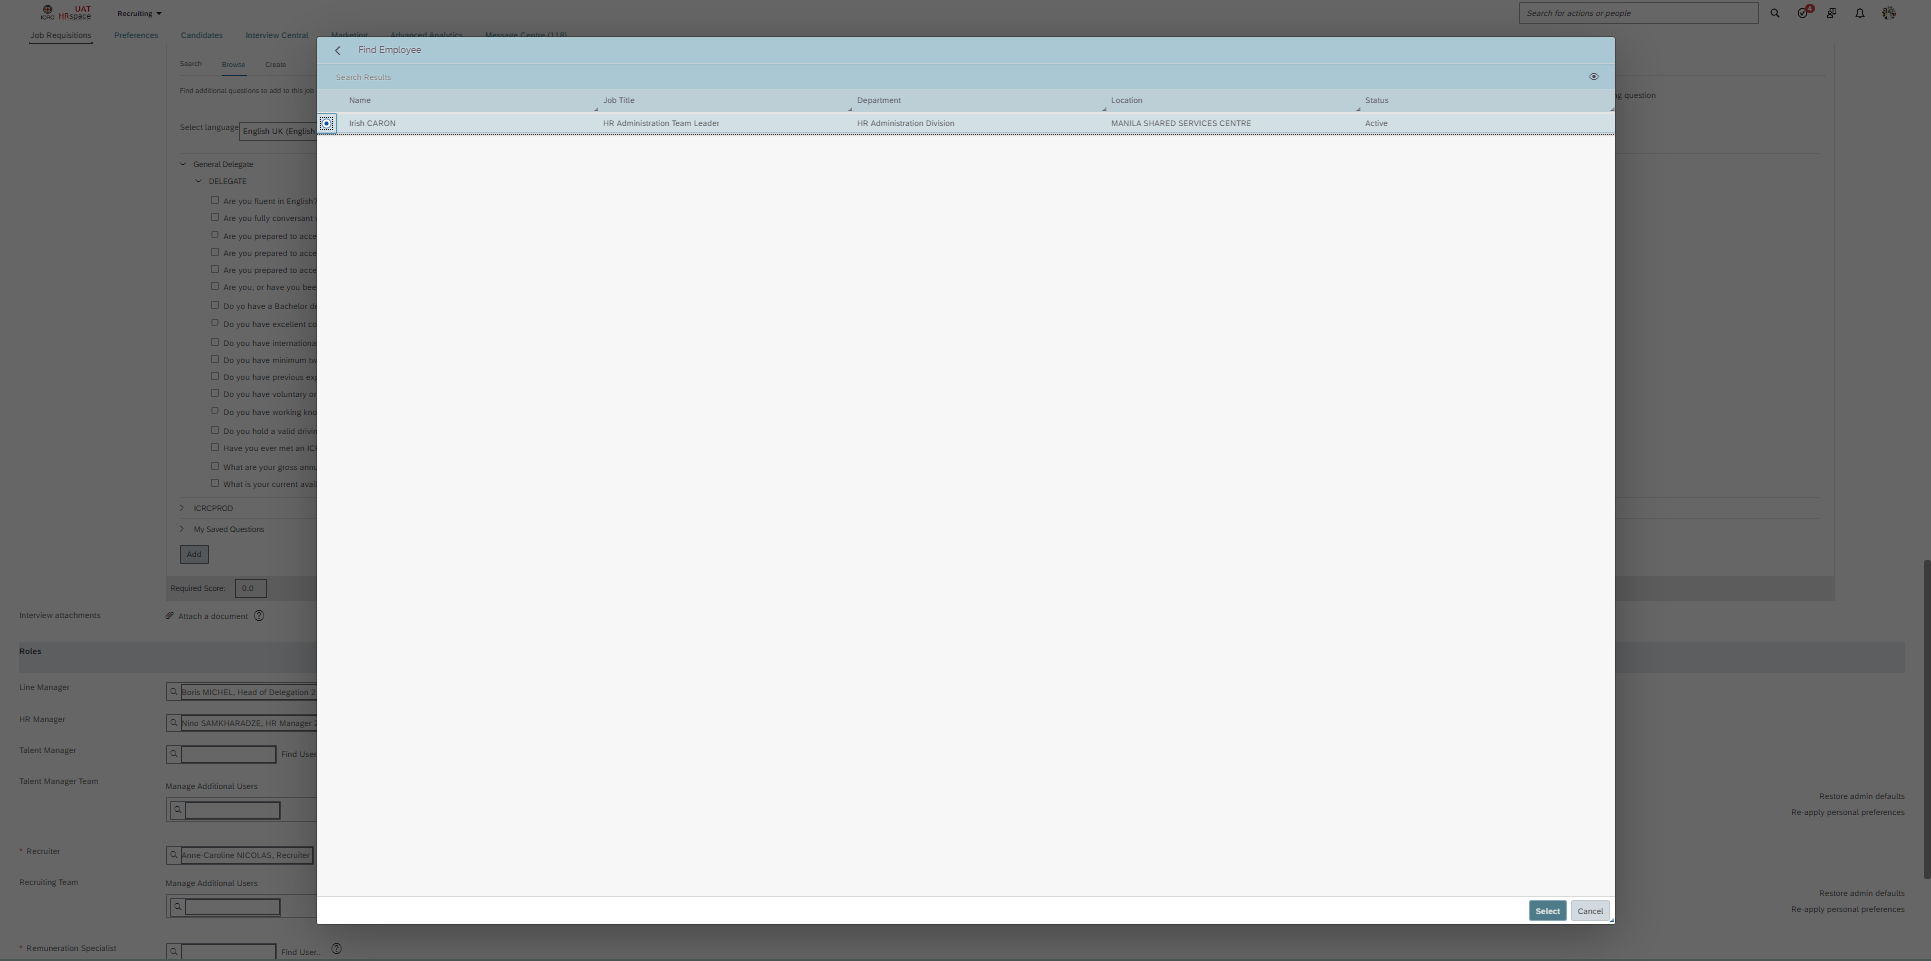 ICRC UAT HRspace Recruiting
Search for actions or people
4
Job Requisitions Preferences Candidates Interview Central Marketing Advanced Analytics Message Centre (118)
Find Employee
Search Browse Create
Search Results
Find additional questions to add to this job
g question
Name Job Title Department Location Status
Irish CARON HR Administration Team Leader HR Administration Division MANILA SHARED SERVICES CENTRE Active
Select language English UK (English
General Delegate
DELEGATE
Are you fluent in English?
Are you fully conversant
Are you prepared to acce
Are you prepared to acce
Are you prepared to acce
Are you, or have you bee
Do yo have a Bachelor de
Do you have excellent co
Do you have internationa
Do you have minimum tw
Do you have previous exp
Do you have voluntary or
Do you have working kno
Do you hold a valid drivin
Have you ever met an IC
What are your gross annu
What is your current avail
ICRCPROD
My Saved Questions
Add
Required Score: 0.0
Interview attachments Attach a document ?
Roles
Line Manager Boris MICHEL, Head of Delegation 2
HR Manager Nino SAMKHARADZE, HR Manager 2
Talent Manager Find User
Talent Manager Team Manage Additional Users
Restore admin defaults
Re-apply personal preferences
* Recruiter Anne-Caroline NICOLAS, Recruiter
Recruiting Team Manage Additional Users
Restore admin defaults
Re-apply personal preferences
Select Cancel
* Remuneration Specialist Find User.. ?